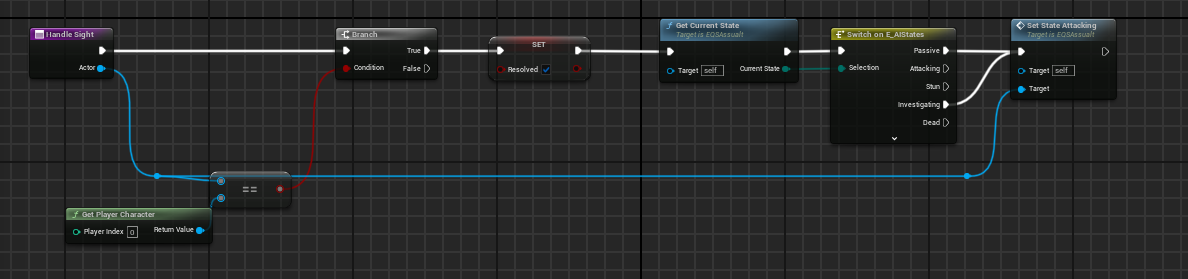 Handle Sight
Actor
Branch
True
Condition
False
SET
Resolved
Get Current State
Target is EQSAssualt
Target
self
Current State
Switch on E_AIStates
Passive
Selection
Attacking
Stun
Investigating
Dead
Set State Attacking
Target is EQSAssualt
Target
self
Target
==
Get Player Character
Player Index
0
Return Value